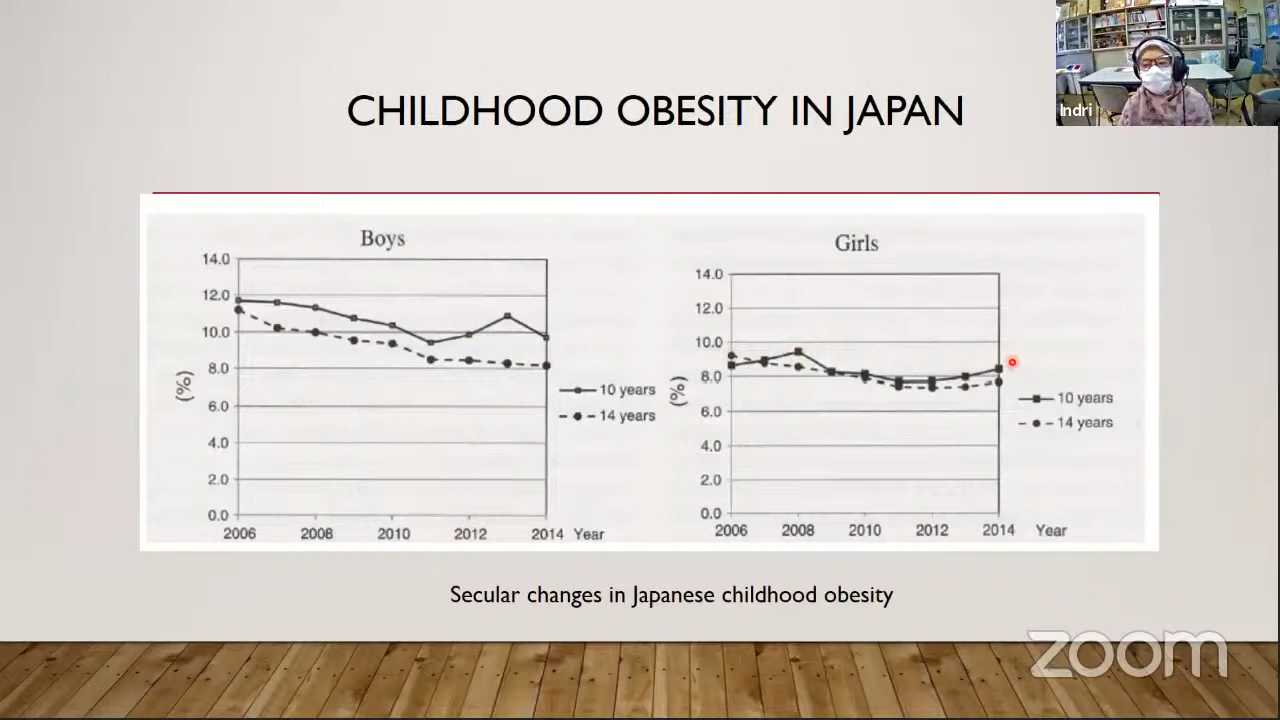 CHILDHOOD OBESITY IN JAPAN
Indri
Boys
14.0
12.0
10.0
8.0
6.0
4.0
2.0
0.0
(%)
2006 2008 2010 2012 2014 Year
10 years
14 years
Girls
14.0
12.0
10.0
8.0
6.0
4.0
2.0
0.0
(%)
2006 2008 2010 2012 2014 Year
10 years
14 years
Secular changes in Japanese childhood obesity
zoom